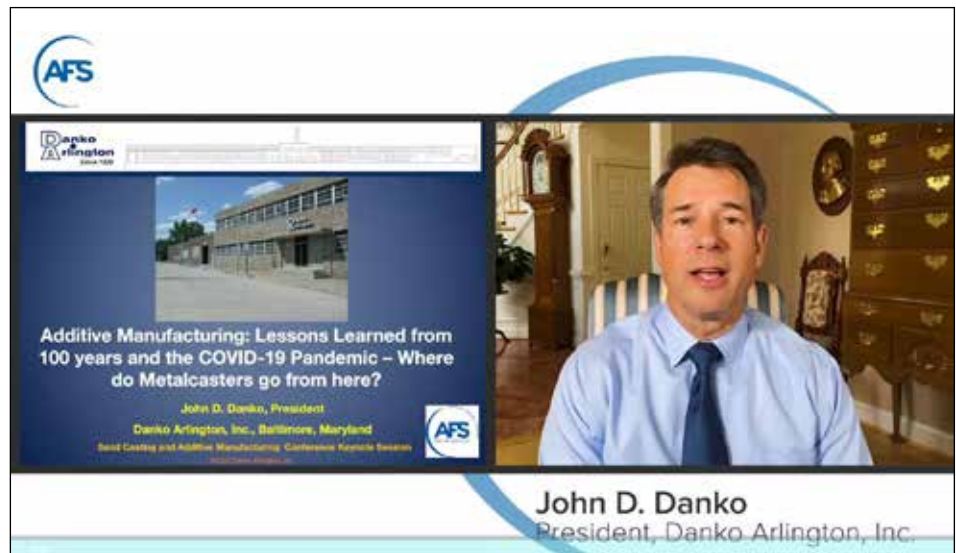 AFS
Danko
Arlington
Since 1920
Additive Manufacturing: Lessons Learned from
100 years and the COVID-19 Pandemic – Where
do Metalcasters go from here?
John D. Danko, President
Danko Arlington, Inc., Baltimore, Maryland
Sand Casting and Additive Manufacturing Conference Keynote Session
AFS
John D. Danko
President, Danko Arlington, Inc.